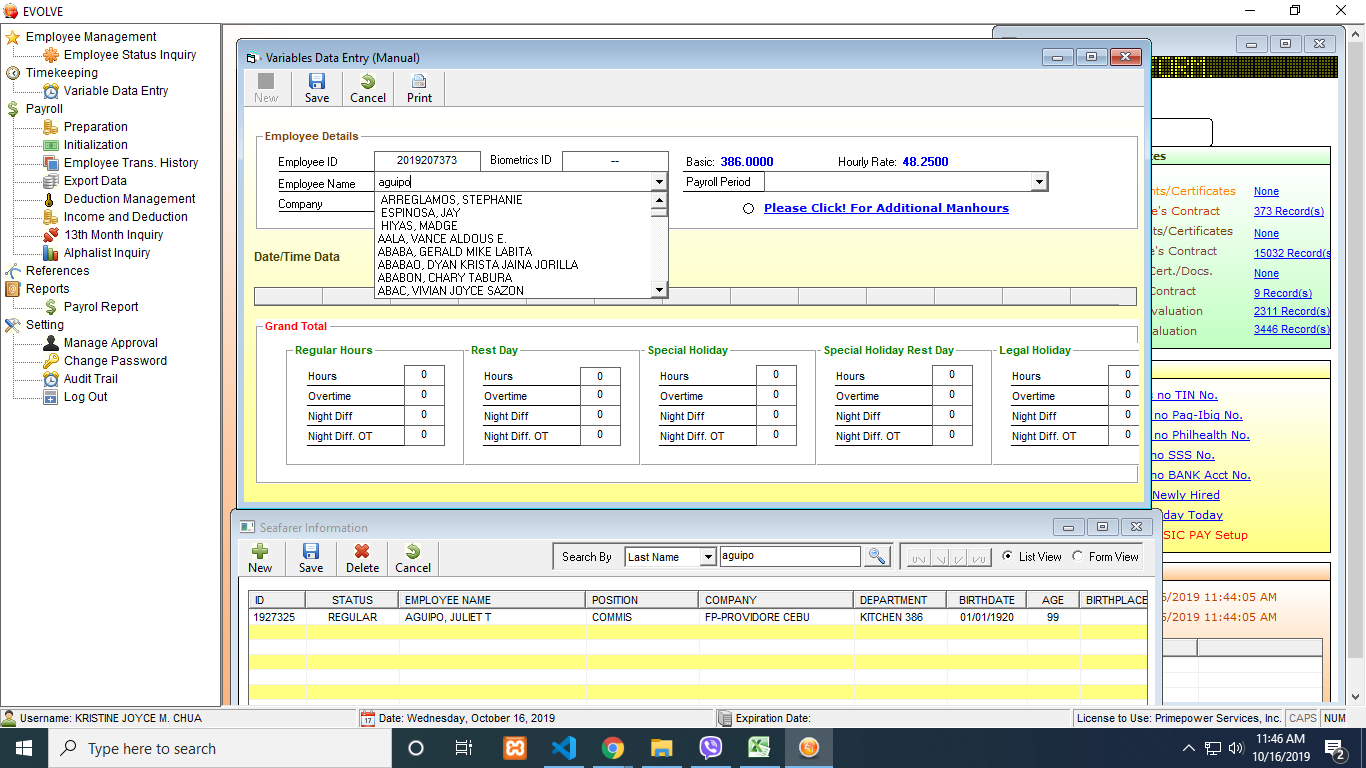 EVOLVE
Employee Management
Employee Status Inquiry
Timekeeping
Variable Data Entry
Payroll
Preparation
Initialization
Employee Trans. History
Export Data
Deduction Management
Income and Deduction
13th Month Inquiry
Alphalist Inquiry
References
Reports
Payrol Report
Setting
Manage Approval
Change Password
Audit Trail
Log Out
Variables Data Entry (Manual)
New Save Cancel Print
Employee Details
Employee ID 2019207373 Biometrics ID -- Basic: 386.0000 Hourly Rate: 48.2500
Employee Name aguipo Payroll Period
Company
Please Click! For Additional Manhours
ARREGLAMOS, STEPHANIE
ESPINOSA, JAY
HIYAS, MADGE
AALA, VANCE ALDOUS E.
ABABA, GERALD MIKE LABITA
ABABAO, DYAN KRISTA JAINA JORILLA
ABABON, CHARY TABURA
ABAC, VIVIAN JOYCE SAZON
Date/Time Data
Grand Total
Regular Hours Rest Day Special Holiday Special Holiday Rest Day Legal Holiday
Hours 0 Hours 0 Hours 0 Hours 0 Hours 0
Overtime 0 Overtime 0 Overtime 0 Overtime 0 Overtime 0
Night Diff 0 Night Diff 0 Night Diff 0 Night Diff 0 Night Diff 0
Night Diff. OT 0 Night Diff. OT 0 Night Diff. OT 0 Night Diff. OT 0 Night Diff. OT 0
ORM.
tes
nts/Certificates None
e's Contract 373 Record(s)
ts/Certificates None
e's Contract 15032 Record(s
Cert./Docs. None
ontract 9 Record(s)
valuation 2311 Record(s)
valuation 3446 Record(s)
s no TIN No.
no Pag-Ibig No.
no Philhealth No.
no SSS No.
no BANK Acct No.
Newly Hired
day Today
SIC PAY Setup
6/2019 11:44:05 AM
6/2019 11:44:05 AM
Seafarer Information
New Save Delete Cancel Search By Last Name aguipo List View Form View
ID STATUS EMPLOYEE NAME POSITION COMPANY DEPARTMENT BIRTHDATE AGE BIRTHPLACE
1927325 REGULAR AGUIPO, JULIET T COMMIS FP-PROVIDORE CEBU KITCHEN 386 01/01/1920 99
Username: KRISTINE JOYCE M. CHUA Date: Wednesday, October 16, 2019 Expiration Date: License to Use: Primepower Services, Inc. CAPS NUM
Type here to search
11:46 AM
10/16/2019
2